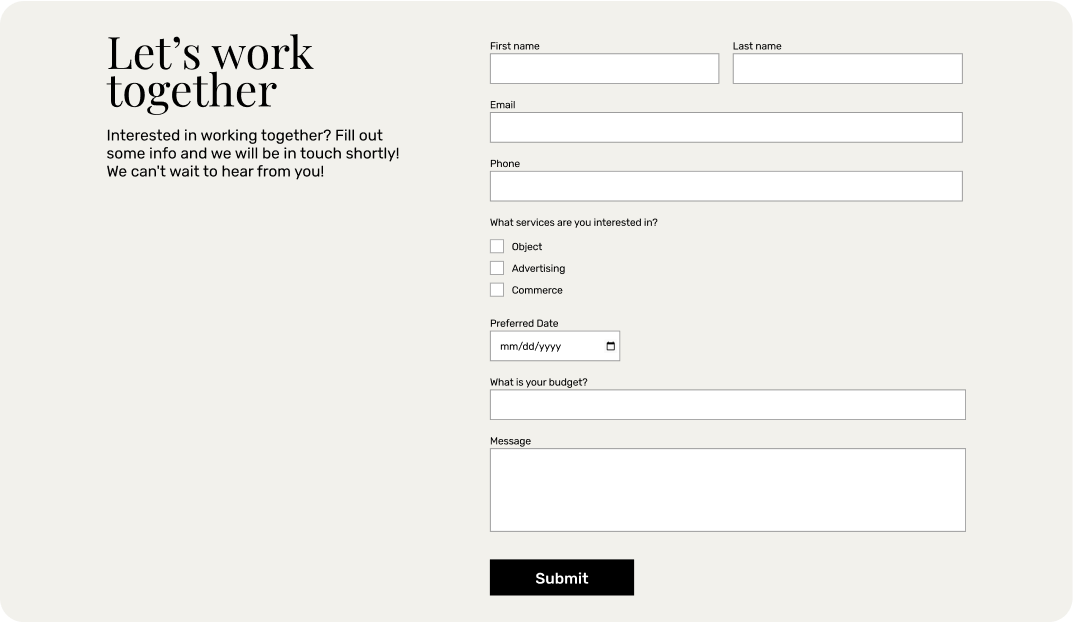 Let’s work
together
Interested in working together? Fill out
some info and we will be in touch shortly!
We can't wait to hear from you!
First name
Last name
Email
Phone
What services are you interested in?
Object
Advertising
Commerce
Preferred Date
mm/dd/yyyy
What is your budget?
Message
Submit